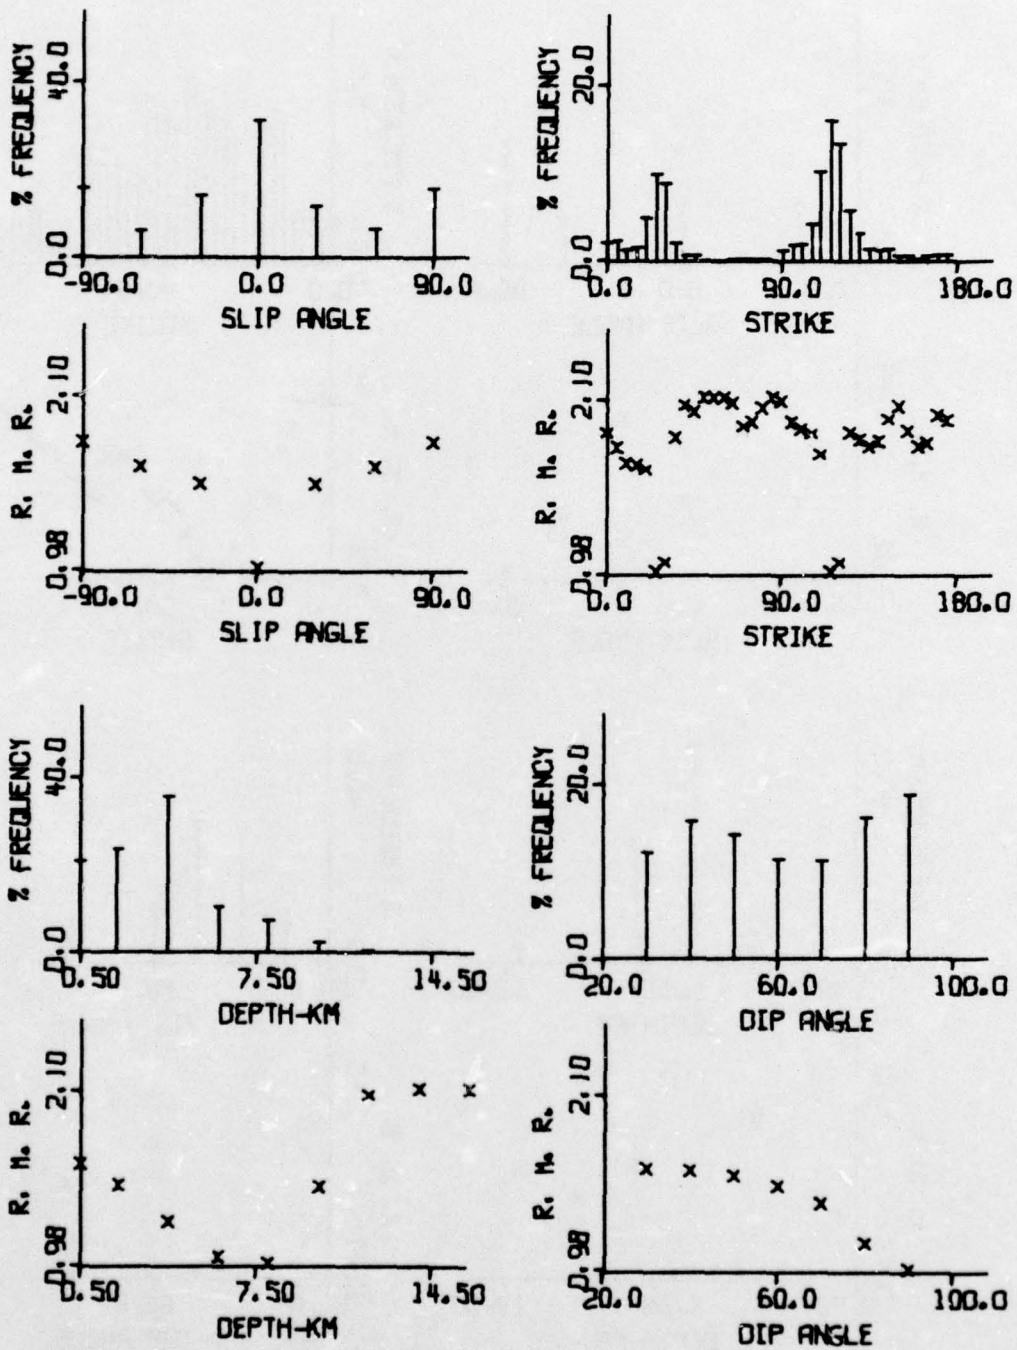 % FREQUENCY
40.0
0.0
-90.0 0.0 90.0
SLIP ANGLE
% FREQUENCY
20.0
0.0
0.0 90.0 180.0
STRIKE
R. M. R.
2.10
0.98
-90.0 0.0 90.0
SLIP ANGLE
R. M. R.
2.10
0.98
0.0 90.0 180.0
STRIKE
% FREQUENCY
40.0
0.0
0.50 7.50 14.50
DEPTH-KM
% FREQUENCY
20.0
0.0
20.0 60.0 100.0
DIP ANGLE
R. M. R.
2.10
0.98
0.50 7.50 14.50
DEPTH-KM
R. M. R.
2.10
0.98
20.0 60.0 100.0
DIP ANGLE